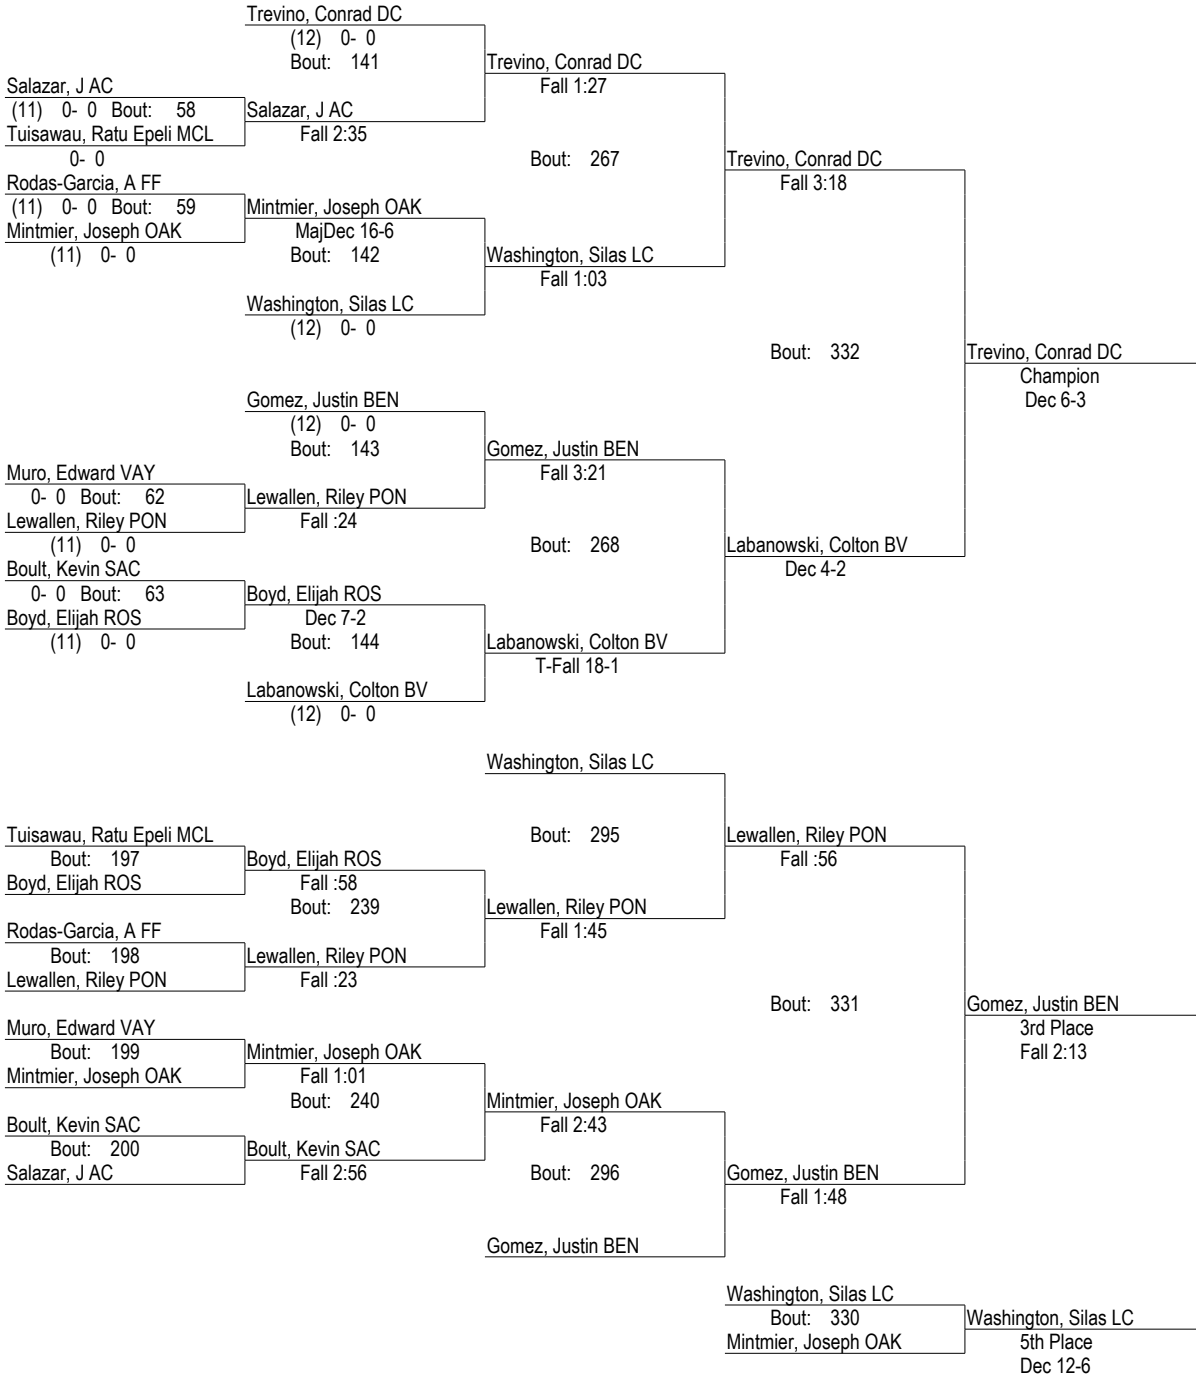 Trevino, Conrad DC
(12) 0- 0
Bout: 141
Trevino, Conrad DC
Fall 1:27
Salazar, J AC
(11) 0- 0 Bout: 58
Salazar, J AC
Tuisawau, Ratu Epeli MCL
Fall 2:35
0- 0
Bout: 267
Trevino, Conrad DC
Fall 3:18
Rodas-Garcia, A FF
(11) 0- 0 Bout: 59
Mintmier, Joseph OAK
Mintmier, Joseph OAK
MajDec 16-6
(11) 0- 0
Bout: 142
Washington, Silas LC
Fall 1:03
Washington, Silas LC
(12) 0- 0
Bout: 332
Trevino, Conrad DC
Champion
Dec 6-3
Gomez, Justin BEN
(12) 0- 0
Bout: 143
Gomez, Justin BEN
Fall 3:21
Muro, Edward VAY
0- 0 Bout: 62
Lewallen, Riley PON
Lewallen, Riley PON
Fall :24
(11) 0- 0
Bout: 268
Labanowski, Colton BV
Dec 4-2
Boult, Kevin SAC
0- 0 Bout: 63
Boyd, Elijah ROS
Boyd, Elijah ROS
Dec 7-2
(11) 0- 0
Bout: 144
Labanowski, Colton BV
T-Fall 18-1
Labanowski, Colton BV
(12) 0- 0
Washington, Silas LC
Bout: 295
Tuisawau, Ratu Epeli MCL
Lewallen, Riley PON
Bout: 197
Boyd, Elijah ROS
Fall :56
Boyd, Elijah ROS
Fall :58
Bout: 239
Lewallen, Riley PON
Fall 1:45
Rodas-Garcia, A FF
Bout: 198
Lewallen, Riley PON
Lewallen, Riley PON
Fall :23
Bout: 331
Gomez, Justin BEN
3rd Place
Fall 2:13
Muro, Edward VAY
Bout: 199
Mintmier, Joseph OAK
Mintmier, Joseph OAK
Fall 1:01
Bout: 240
Mintmier, Joseph OAK
Fall 2:43
Boult, Kevin SAC
Bout: 200
Boult, Kevin SAC
Salazar, J AC
Fall 2:56
Bout: 296
Gomez, Justin BEN
Fall 1:48
Gomez, Justin BEN
Washington, Silas LC
Bout: 330
Washington, Silas LC
Mintmier, Joseph OAK
5th Place
Dec 12-6